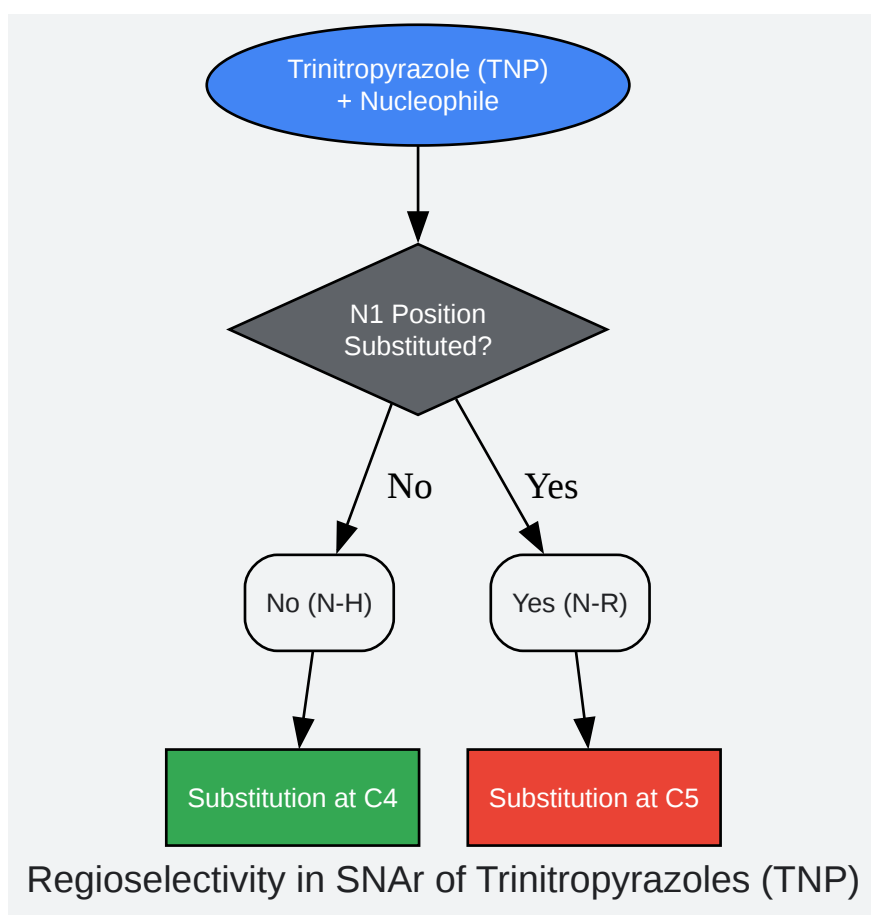 Trinitropyrazole (TNP)
+ Nucleophile
N1 Position
Substituted?
No
Yes
No (N-H)
Yes (N-R)
Substitution at C4
Substitution at C5
Regioselectivity in SNAr of Trinitropyrazoles (TNP)